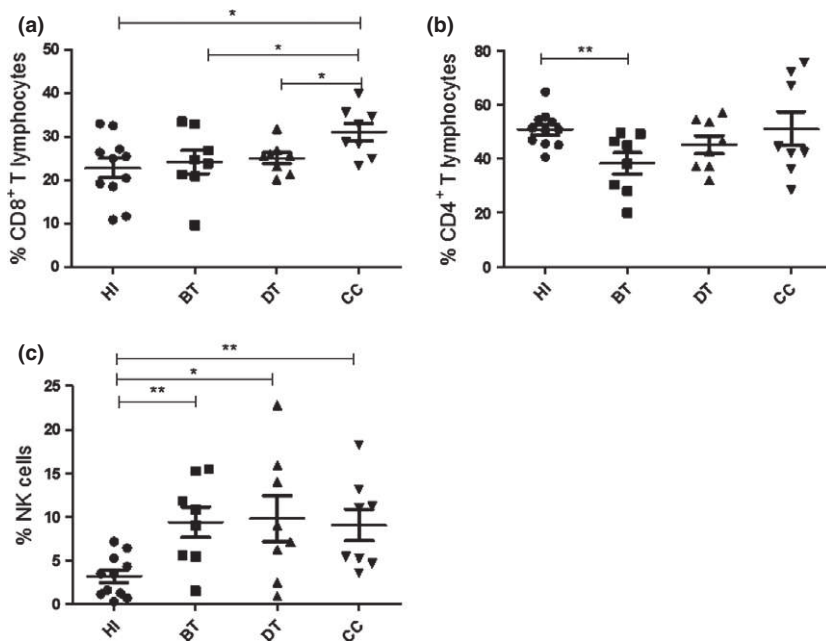 (a)
*
*
*
% CD8+ T lymphocytes
50
40
30
20
10
0
HI BT DT CC
(b)
**
% CD4+ T lymphocytes
80
60
40
20
0
HI BT DT CC
(c)
**
*
**
% NK cells
25
20
15
10
5
0
HI BT DT CC